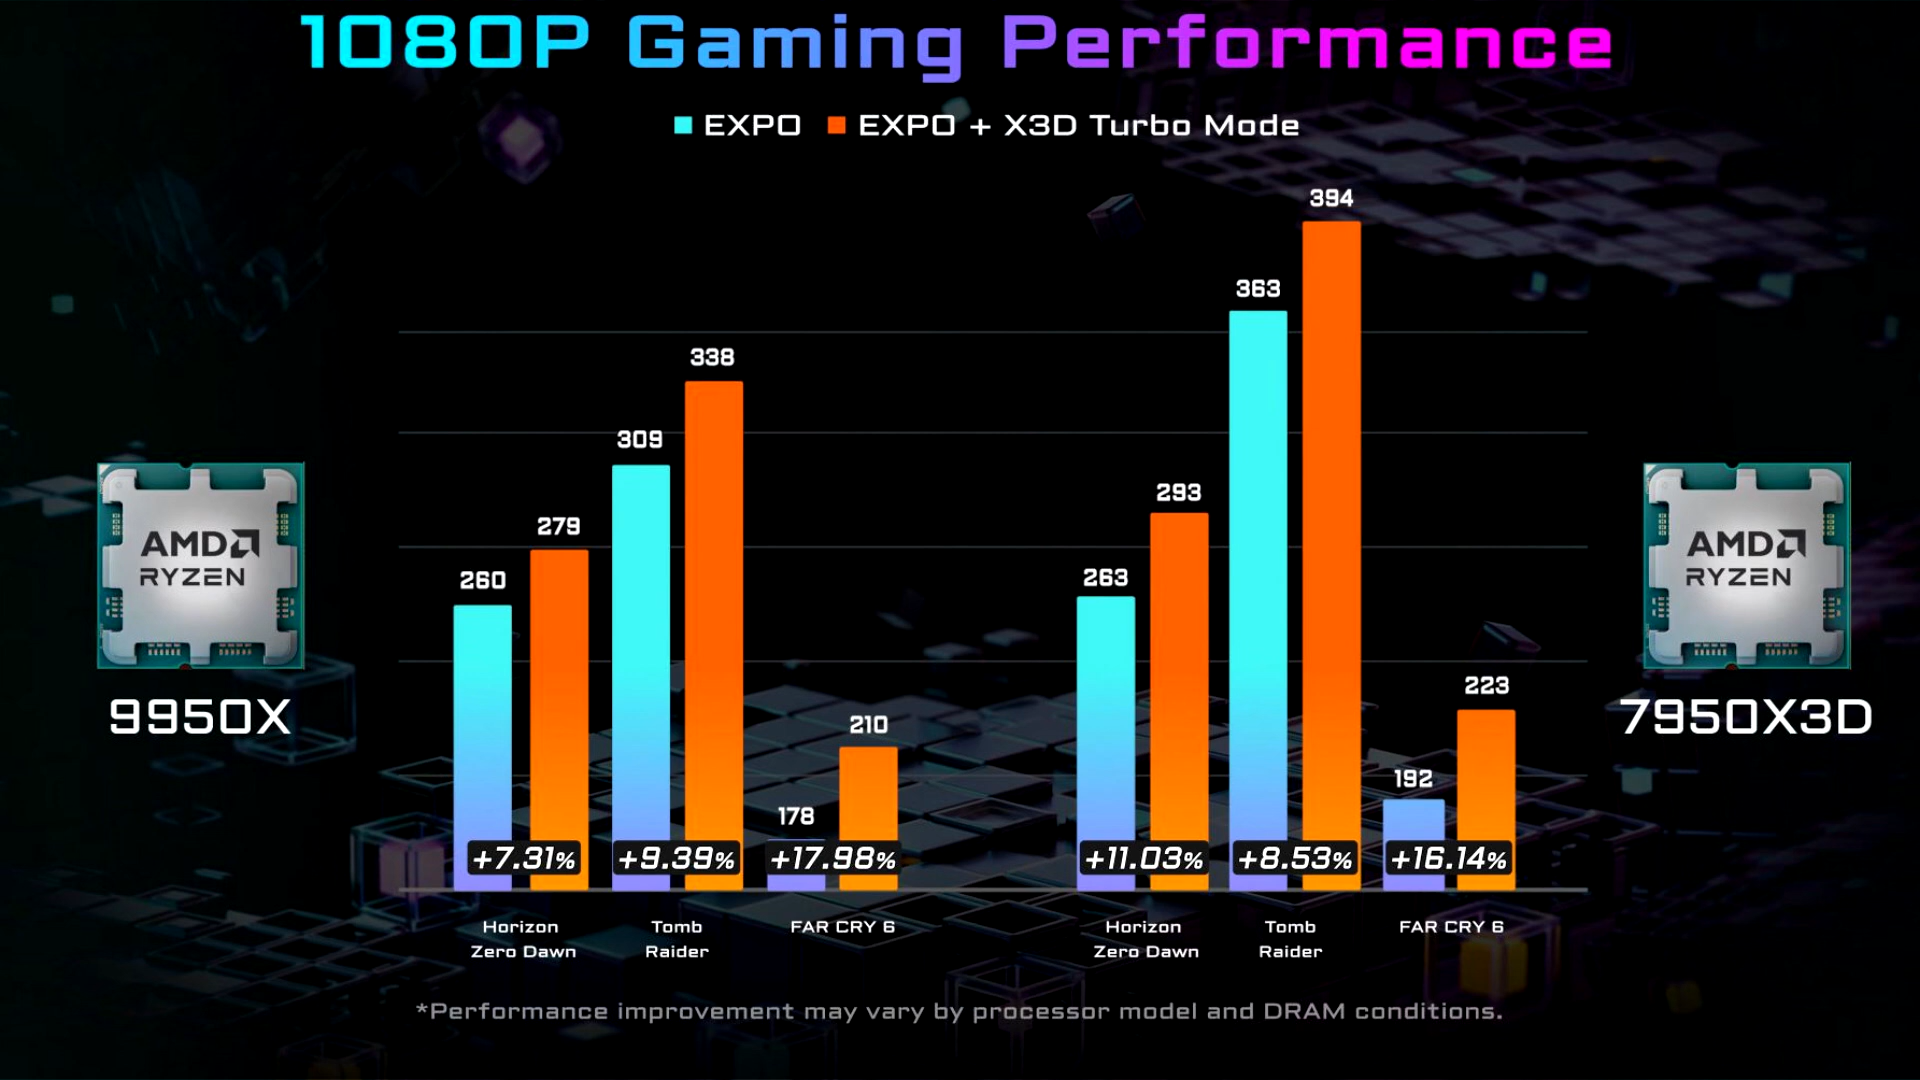 1080P Gaming Performance
EXPO EXPO + X3D Turbo Mode
394
363
338
309
293
279
263
260
223
210
192
178
AMD
RYZEN
9950X
AMD
RYZEN
7950X3D
+7.31% +9.39% +17.98% +11.03% +8.53% +16.14%
Horizon
Zero Dawn
Tomb
Raider
FAR CRY 6
Horizon
Zero Dawn
Tomb
Raider
FAR CRY 6
*Performance improvement may vary by processor model and DRAM conditions.